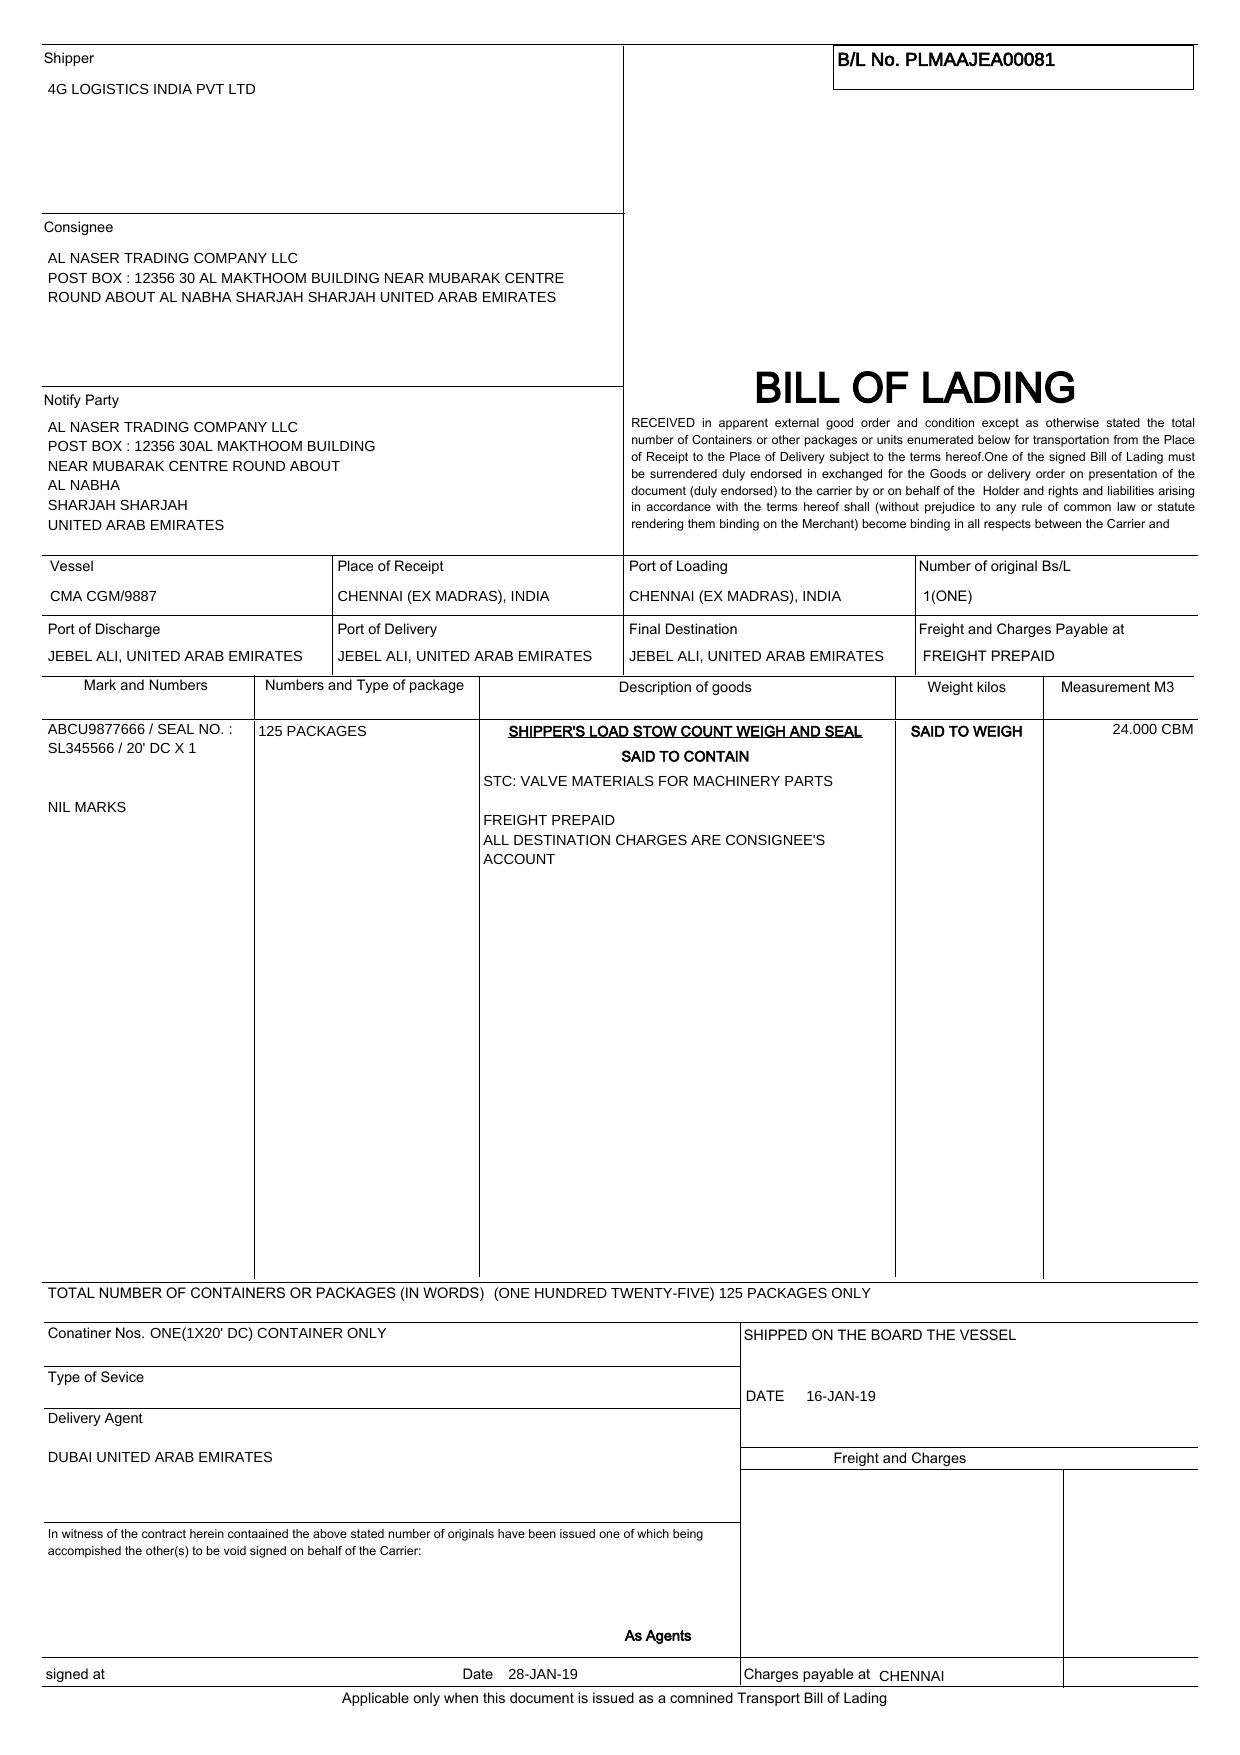 Shipper
4G LOGISTICS INDIA PVT LTD
B/L No. PLMAAJEA00081
Consignee
AL NASER TRADING COMPANY LLC
POST BOX : 12356 30 AL MAKTHOOM BUILDING NEAR MUBARAK CENTRE
ROUND ABOUT AL NABHA SHARJAH SHARJAH UNITED ARAB EMIRATES
Notify Party
AL NASER TRADING COMPANY LLC
POST BOX : 12356 30AL MAKTHOOM BUILDING
NEAR MUBARAK CENTRE ROUND ABOUT
AL NABHA
SHARJAH SHARJAH
UNITED ARAB EMIRATES
BILL OF LADING
RECEIVED in apparent external good order and condition except as otherwise stated the total
number of Containers or other packages or units enumerated below for transportation from the Place
of Receipt to the Place of Delivery subject to the terms hereof.One of the signed Bill of Lading must
be surrendered duly endorsed in exchanged for the Goods or delivery order on presentation of the
document (duly endorsed) to the carrier by or on behalf of the Holder and rights and liabilities arising
in accordance with the terms hereof shall (without prejudice to any rule of common law or statute
rendering them binding on the Merchant) become binding in all respects between the Carrier and
Vessel
CMA CGM/9887
Place of Receipt
CHENNAI (EX MADRAS), INDIA
Port of Loading
CHENNAI (EX MADRAS), INDIA
Number of original Bs/L
1(ONE)
Port of Discharge
JEBEL ALI, UNITED ARAB EMIRATES
Port of Delivery
JEBEL ALI, UNITED ARAB EMIRATES
Final Destination
JEBEL ALI, UNITED ARAB EMIRATES
Freight and Charges Payable at
FREIGHT PREPAID
Mark and Numbers
Numbers and Type of package
Description of goods
Weight kilos
Measurement M3
ABCU9877666 / SEAL NO. :
SL345566 / 20' DC X 1
NIL MARKS
125 PACKAGES
SHIPPER'S LOAD STOW COUNT WEIGH AND SEAL
SAID TO CONTAIN
STC: VALVE MATERIALS FOR MACHINERY PARTS
FREIGHT PREPAID
ALL DESTINATION CHARGES ARE CONSIGNEE'S
ACCOUNT
SAID TO WEIGH
24.000 CBM
TOTAL NUMBER OF CONTAINERS OR PACKAGES (IN WORDS) (ONE HUNDRED TWENTY-FIVE) 125 PACKAGES ONLY
Conatiner Nos. ONE(1X20' DC) CONTAINER ONLY
Type of Sevice
Delivery Agent
DUBAI UNITED ARAB EMIRATES
SHIPPED ON THE BOARD THE VESSEL
DATE 16-JAN-19
Freight and Charges
In witness of the contract herein contaained the above stated number of originals have been issued one of which being
accompished the other(s) to be void signed on behalf of the Carrier:
As Agents
signed at
Date 28-JAN-19
Charges payable at CHENNAI
Applicable only when this document is issued as a comnined Transport Bill of Lading